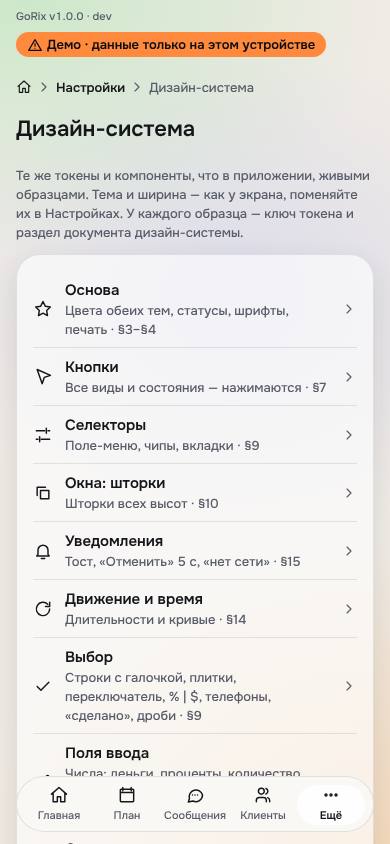 GoRix v1.0.0 · dev
Демо · данные только на этом устройстве
Настройки
Дизайн-система
Дизайн-система
Те же токены и компоненты, что в приложении, живыми
образцами. Тема и ширина — как у экрана, поменяйте
их в Настройках. У каждого образца — ключ токена и
раздел документа дизайн-системы.
Основа
Цвета обеих тем, статусы, шрифты,
печать · §3–§4
Кнопки
Все виды и состояния — нажимаются · §7
Селекторы
Поле-меню, чипы, вкладки · §9
Окна: шторки
Шторки всех высот · §10
Уведомления
Тост, «Отменить» 5 с, «нет сети» · §15
Движение и время
Длительности и кривые · §14
Выбор
Строки с галочкой, плитки,
переключатель, % | $, телефоны,
«сделано», дроби · §9
Поля ввода
Числа: деньги, проценты, количество
Главная
План
Сообщения
Клиенты
Ещё